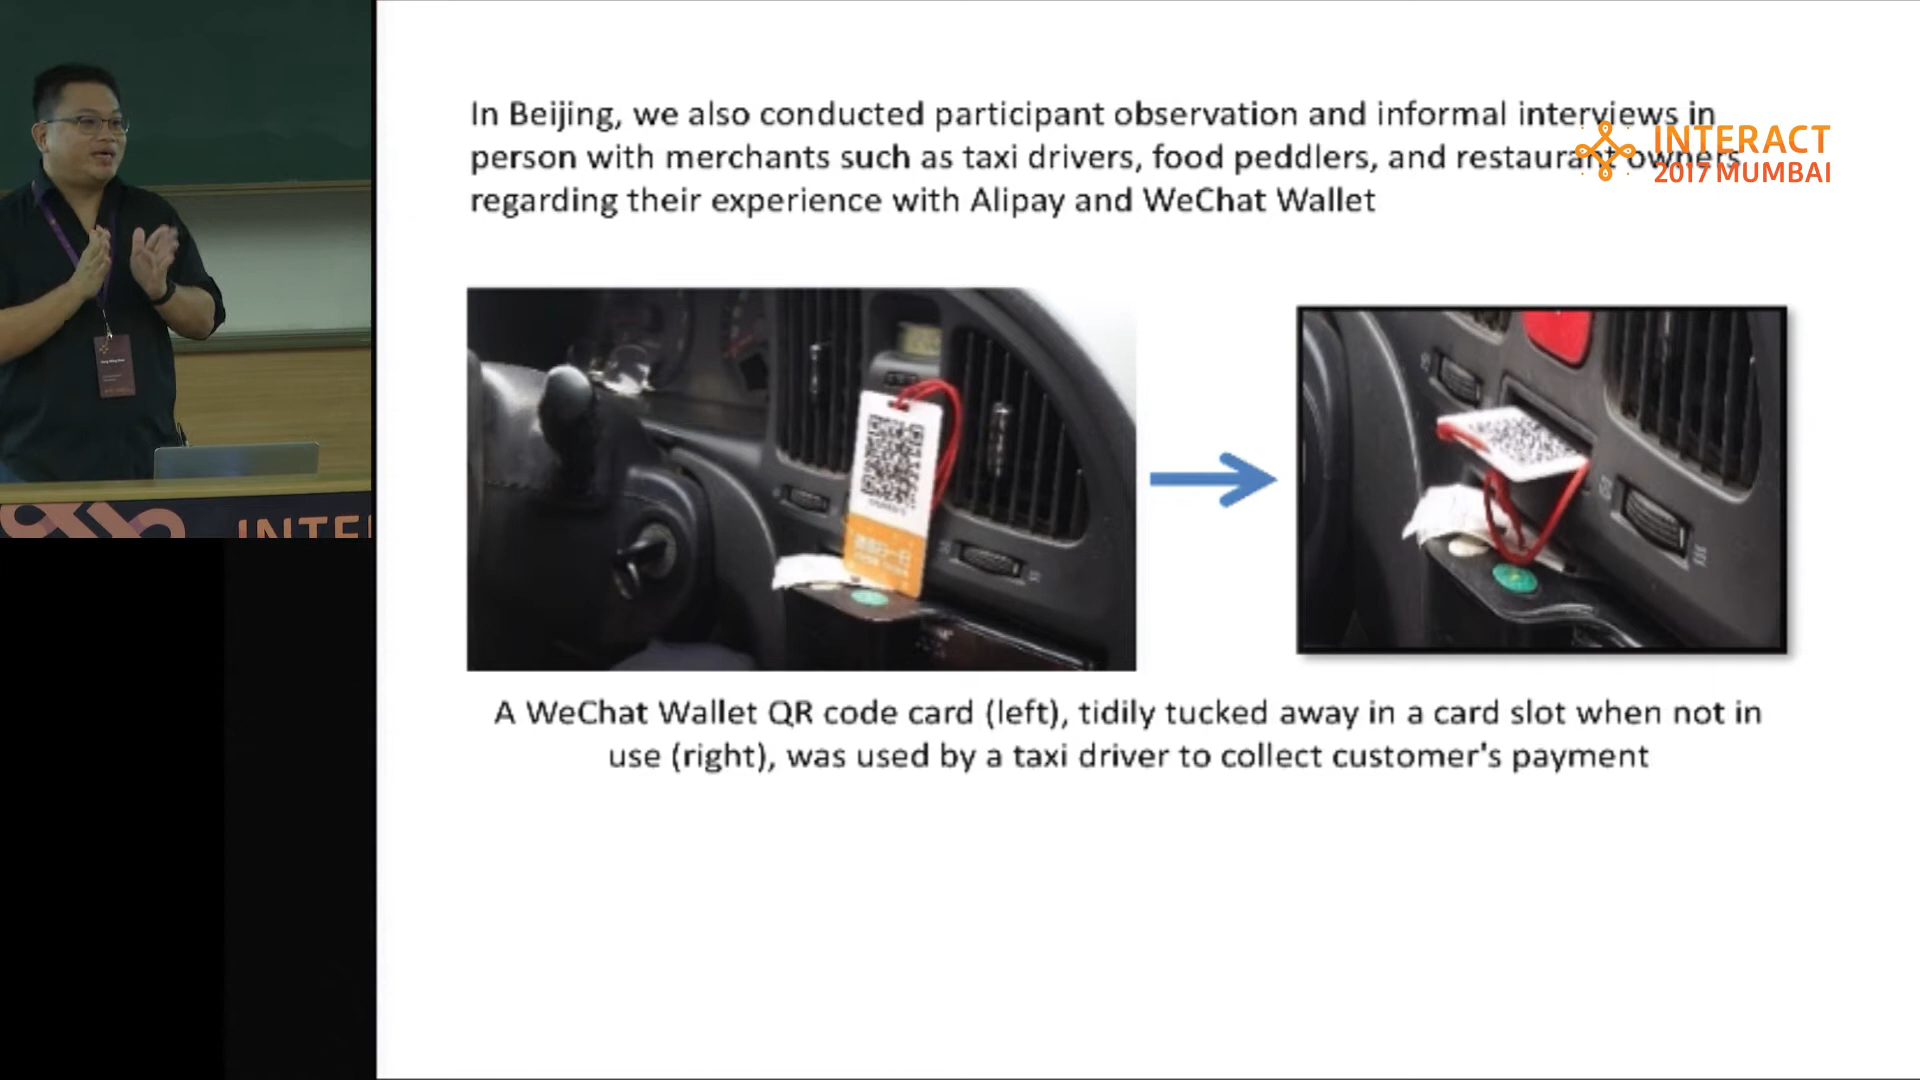 In Beijing, we also conducted participant observation and informal interviews in
person with merchants such as taxi drivers, food peddlers, and restaurant owners
regarding their experience with Alipay and WeChat Wallet
INTERACT
2017 MUMBAI
A WeChat Wallet QR code card (left), tidily tucked away in a card slot when not in
use (right), was used by a taxi driver to collect customer's payment
INTE